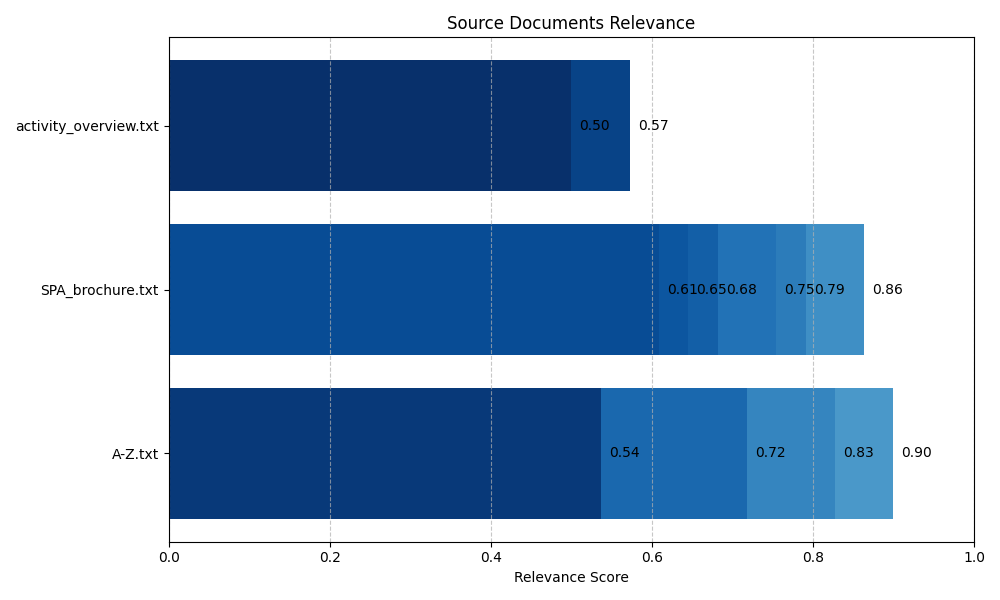 Source Documents Relevance
activity_overview.txt
0.50 0.57
SPA_brochure.txt
0.61 0.65 0.68 0.75 0.79 0.86
A-Z.txt
0.54 0.72 0.83 0.90
0.0 0.2 0.4 0.6 0.8 1.0
Relevance Score